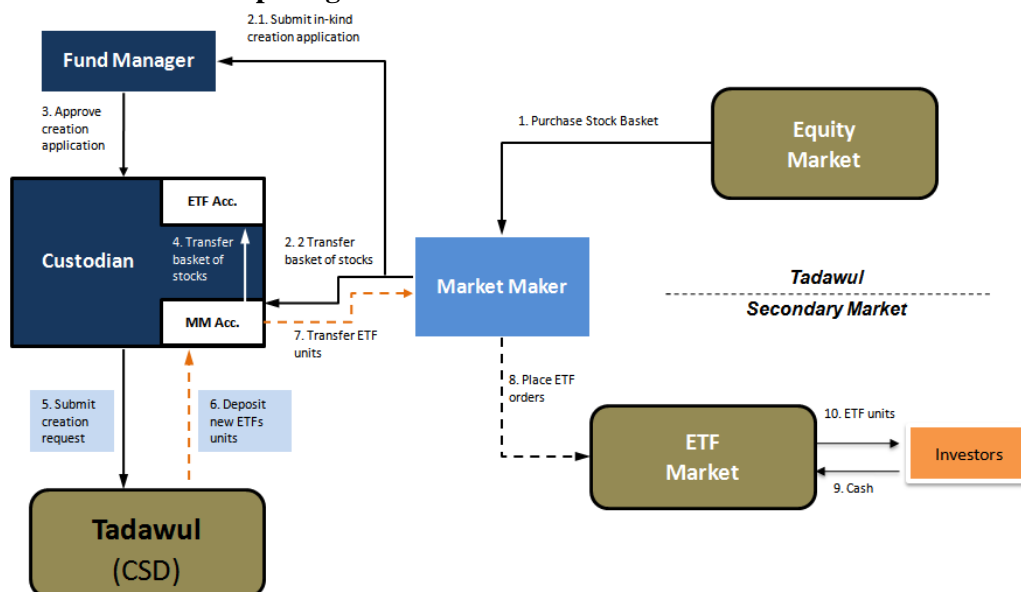 2.1. Submit in-kind
creation application
Fund Manager
3. Approve
creation
application
1. Purchase Stock Basket
Equity
Market
ETF Acc.
Custodian
4. Transfer
basket of
stocks
2. 2 Transfer
basket of stocks
Market Maker
Tadawul
Secondary Market
MM Acc.
7. Transfer ETF
units
5. Submit
creation
request
6. Deposit
new ETFs
units
8. Place ETF
orders
ETF
Market
10. ETF units
Investors
9. Cash
Tadawul
(CSD)